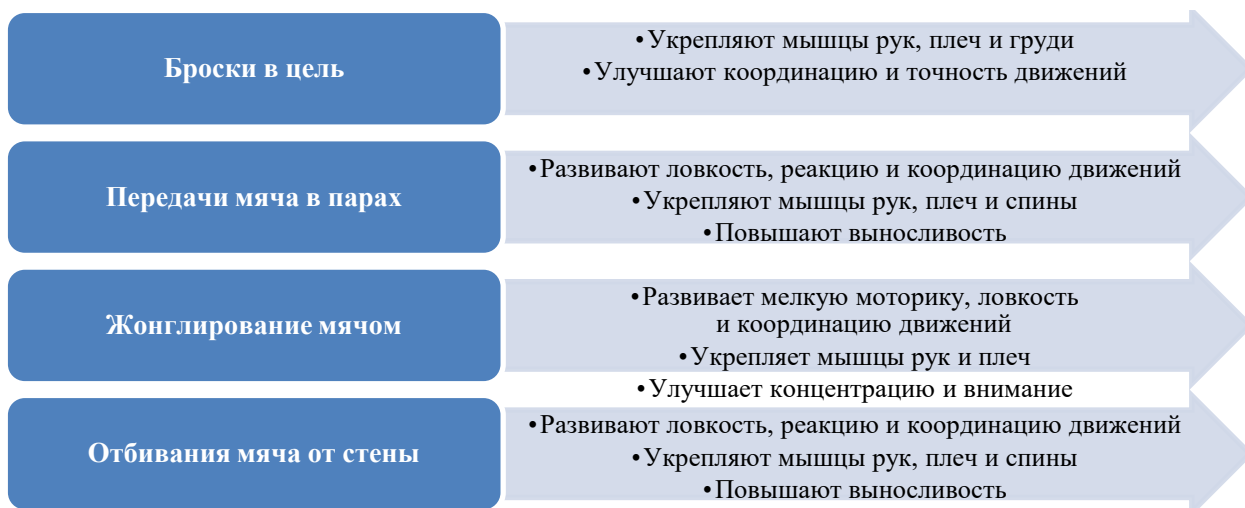 Броски в цель
•Укрепляют мышцы рук, плеч и груди
•Улучшают координацию и точность движений
Передачи мяча в парах
•Развивают ловкость, реакцию и координацию движений
•Укрепляют мышцы рук, плеч и спины
•Повышают выносливость
Жонглирование мячом
•Развивает мелкую моторику, ловкость
и координацию движений
•Укрепляет мышцы рук и плеч
•Улучшает концентрацию и внимание
Отбивания мяча от стены
•Развивают ловкость, реакцию и координацию движений
•Укрепляют мышцы рук, плеч и спины
•Повышают выносливость